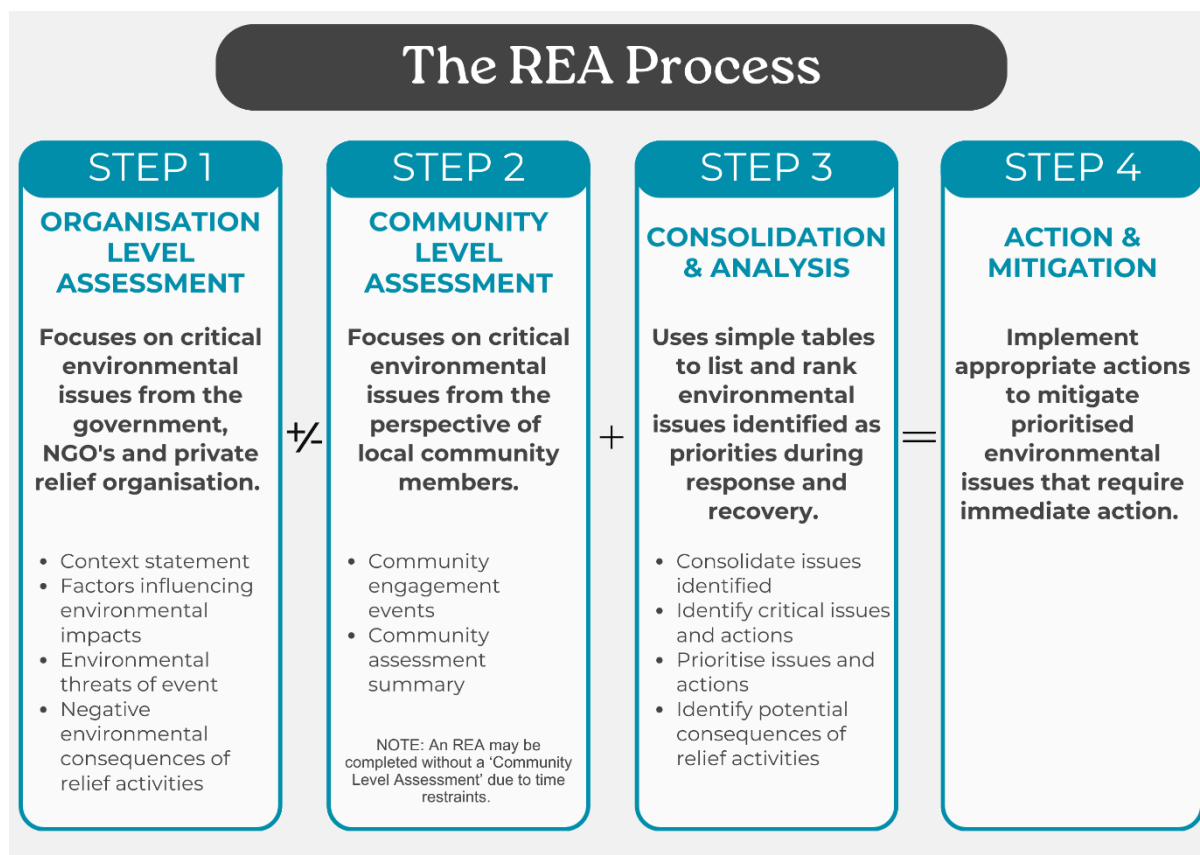 The REA Process
STEP 1
ORGANISATION
LEVEL
ASSESSMENT
Focuses on critical
environmental
issues from the
government,
NGO's and private
relief organisation.
• Context statement
• Factors influencing
environmental
impacts
• Environmental
threats of event
• Negative
environmental
consequences of
relief activities
+/-
STEP 2
COMMUNITY
LEVEL
ASSESSMENT
Focuses on critical
environmental
issues from the
perspective of
local community
members.
• Community
engagement
events
• Community
assessment
summary
NOTE: An REA may be
completed without a ‘Community
Level Assessment’ due to time
restraints.
+
STEP 3
CONSOLIDATION
& ANALYSIS
Uses simple tables
to list and rank
environmental
issues identified as
priorities during
response and
recovery.
• Consolidate issues
identified
• Identify critical issues
and actions
• Prioritise issues and
actions
• Identify potential
consequences of
relief activities
=
STEP 4
ACTION &
MITIGATION
Implement
appropriate actions
to mitigate
prioritised
environmental
issues that require
immediate action.